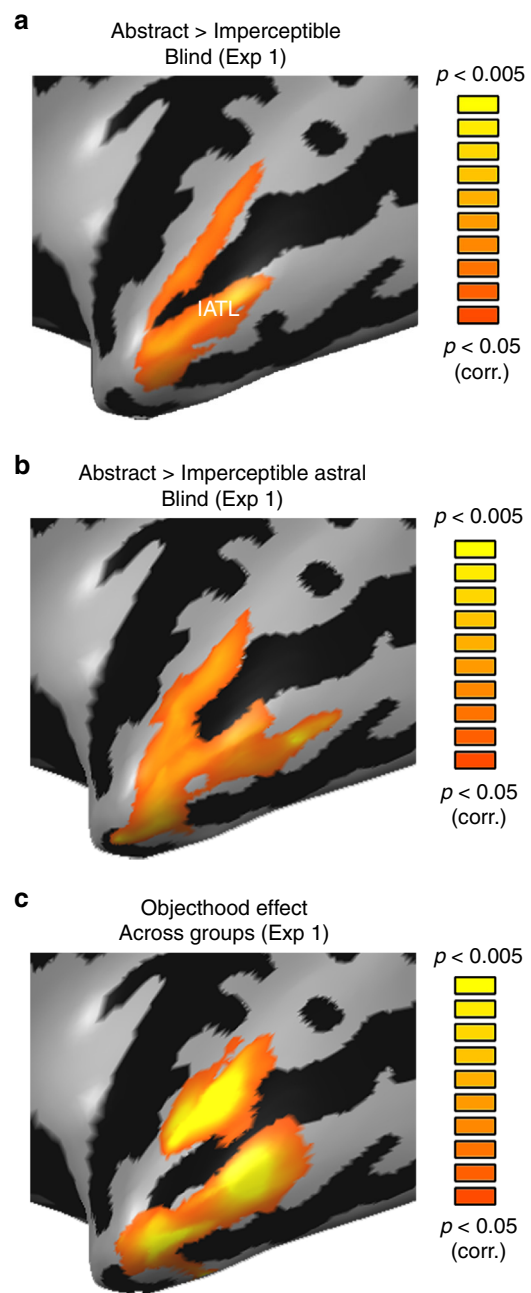 a
Abstract > Imperceptible
Blind (Exp 1)
p < 0.005
IATL
p < 0.05
(corr.)
b
Abstract > Imperceptible astral
Blind (Exp 1)
p < 0.005
p < 0.05
(corr.)
c
Objecthood effect
Across groups (Exp 1)
p < 0.005
p < 0.05
(corr.)